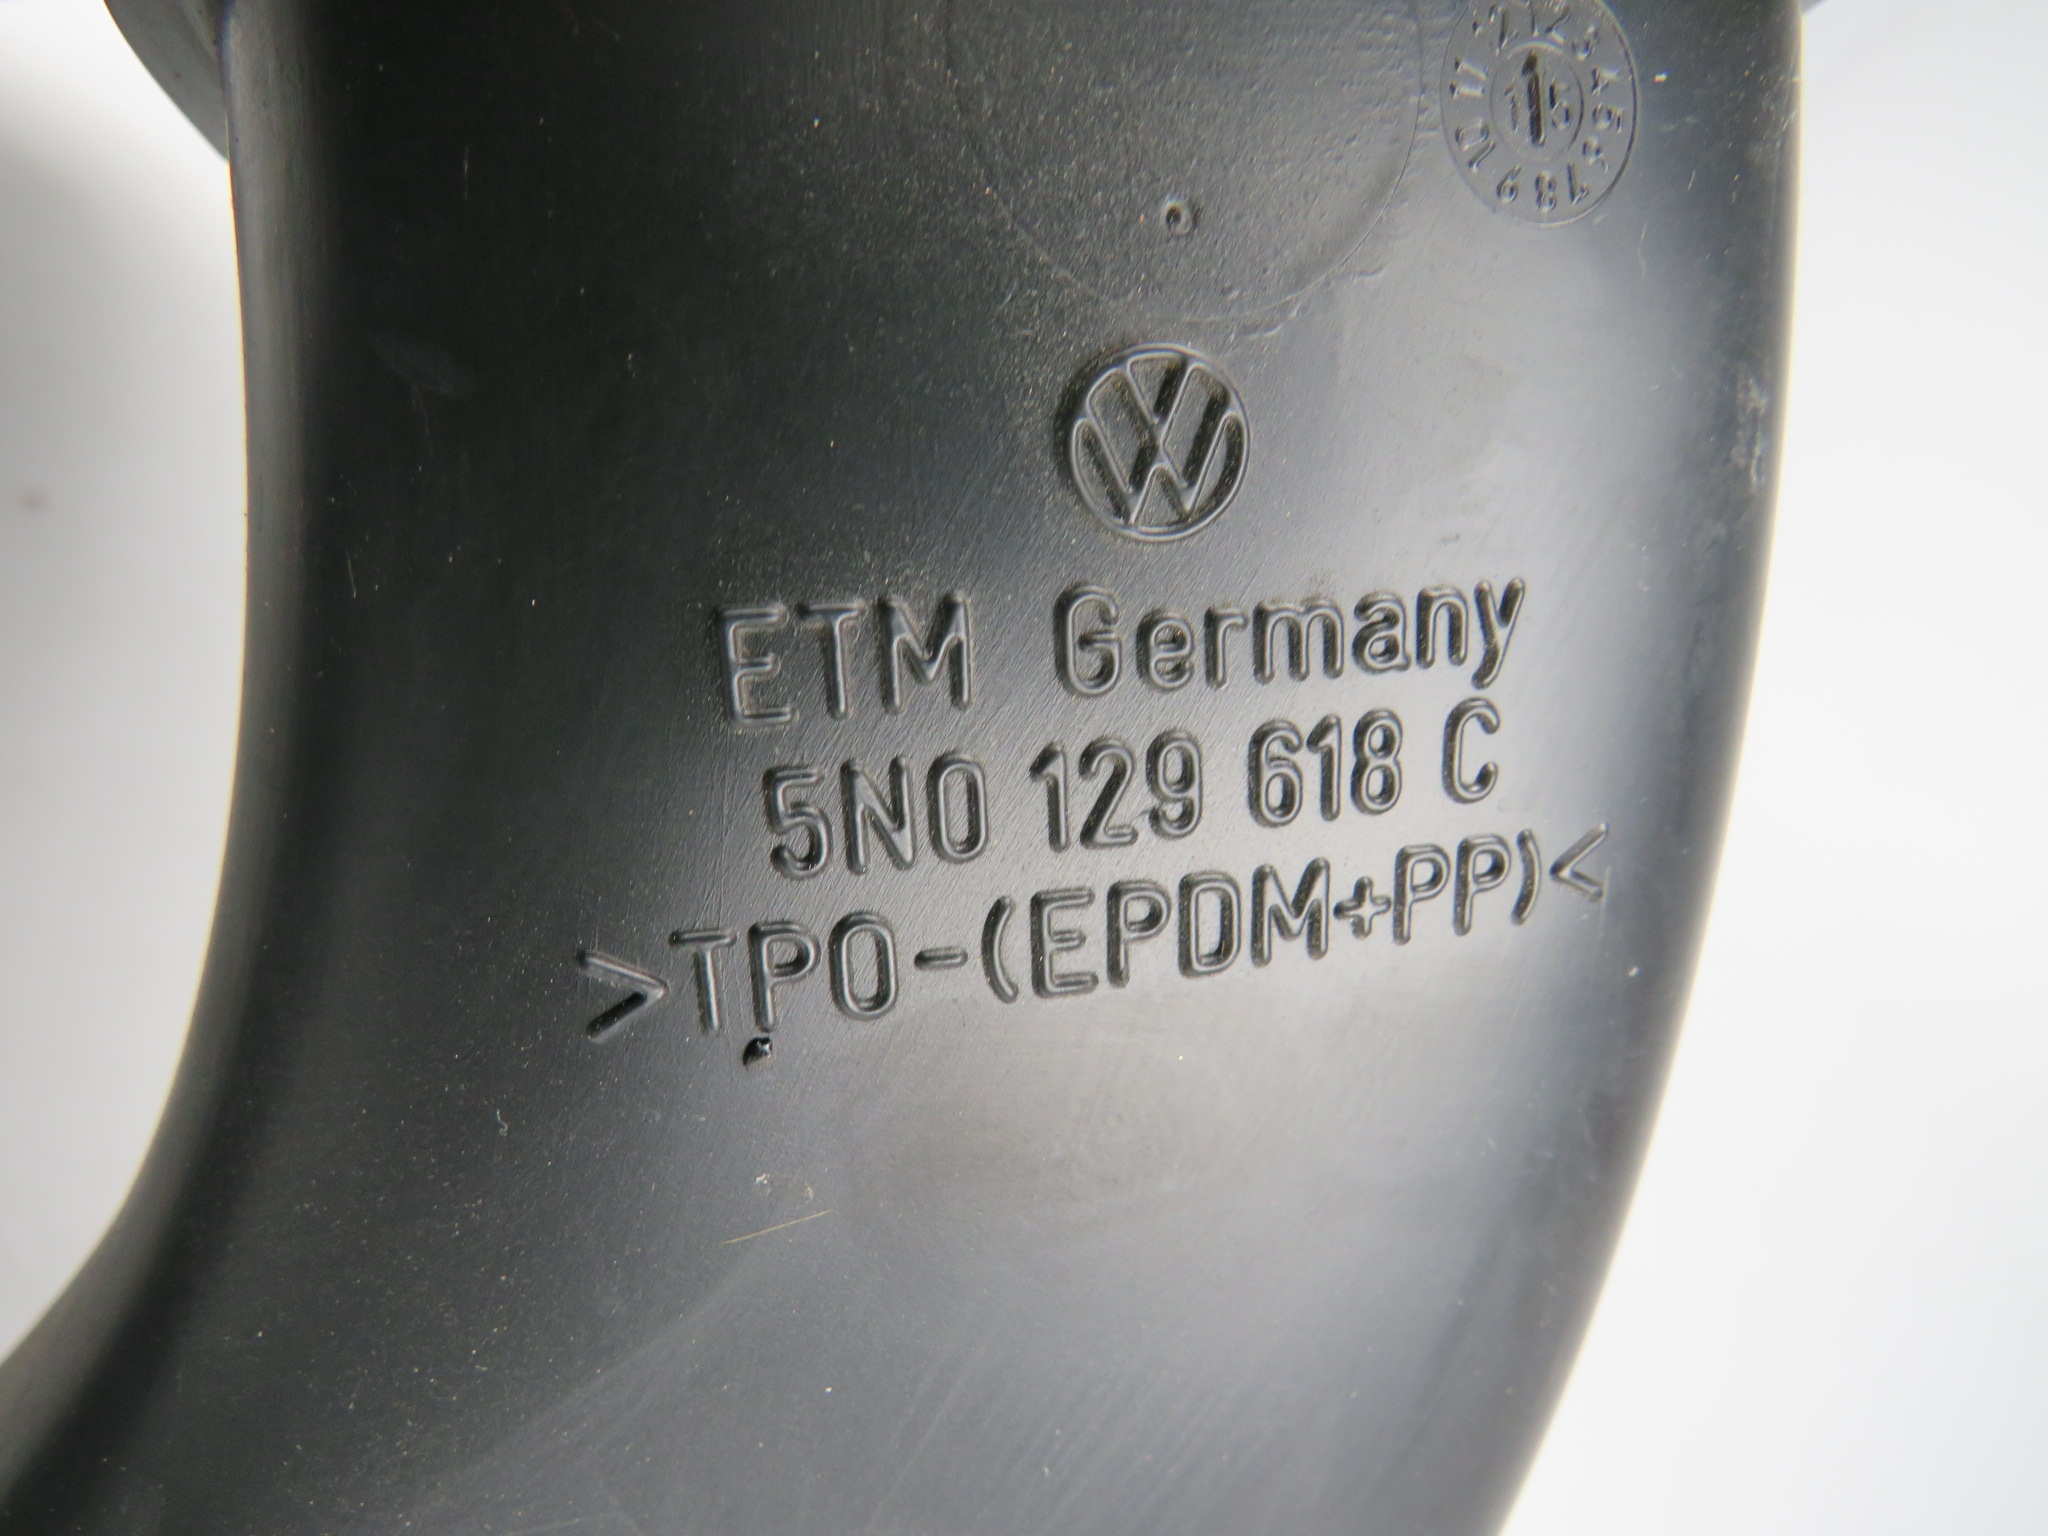 ETM Germany
5N0 129 618 C
>TPO-(EPDM+PP)<